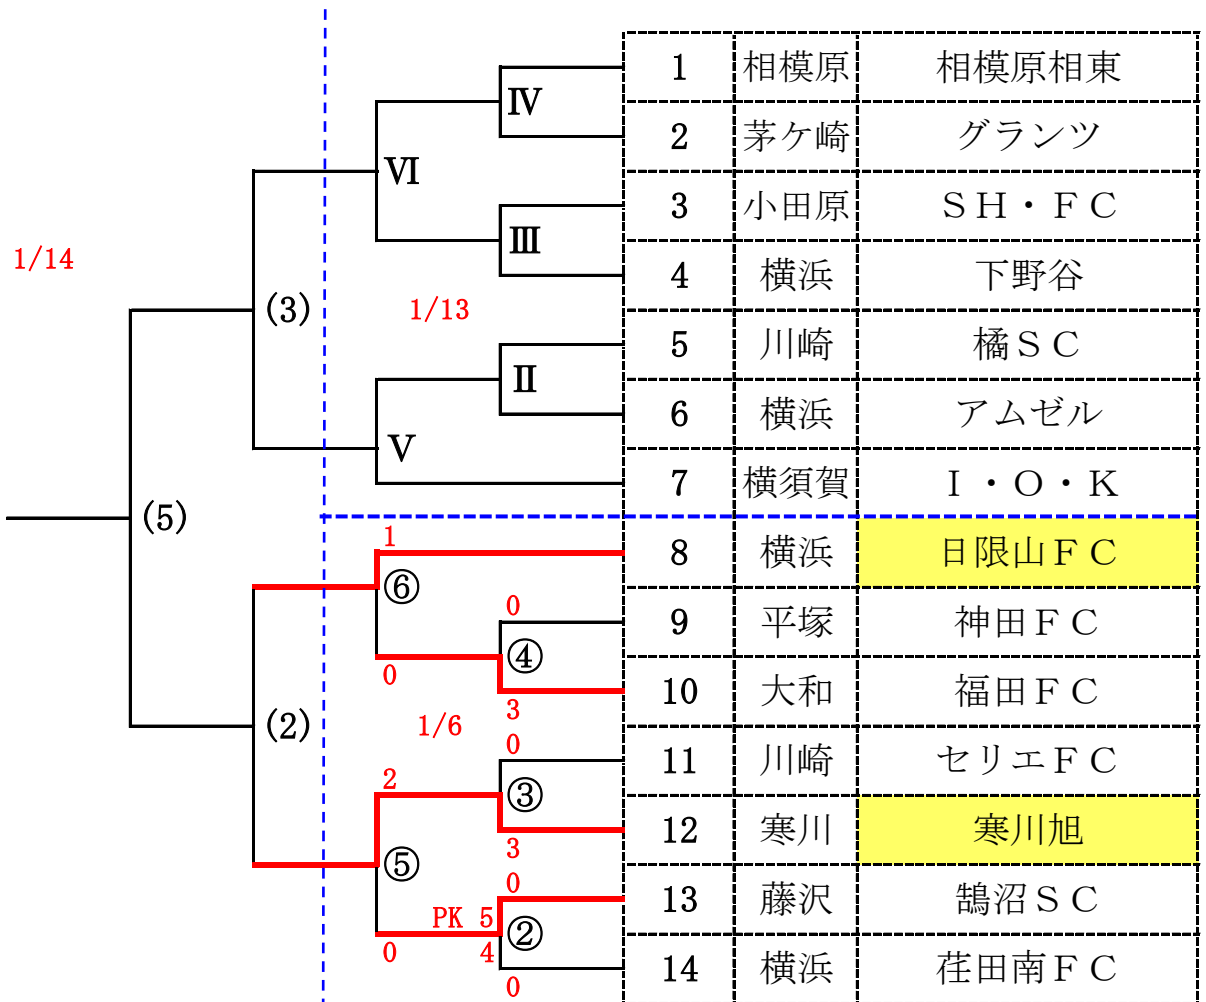 1 相模原 相模原相東
Ⅳ
2 茅ケ崎 グランツ
Ⅵ
3 小田原 ＳＨ・ＦＣ
Ⅲ
1/14
4 横浜 下野谷
(3)
1/13
5 川崎 橘ＳＣ
Ⅱ
6 横浜 アムゼル
Ⅴ
7 横須賀 Ｉ・Ｏ・Ｋ
(5)
1
8 横浜 日限山ＦＣ
⑥
0
9 平塚 神田ＦＣ
④
0
10 大和 福田ＦＣ
3
(2)
1/6
0
11 川崎 セリエＦＣ
2
③
12 寒川 寒川旭
3
⑤
0
13 藤沢 鵠沼ＳＣ
PK 5
②
0
4
14 横浜 荏田南ＦＣ
0